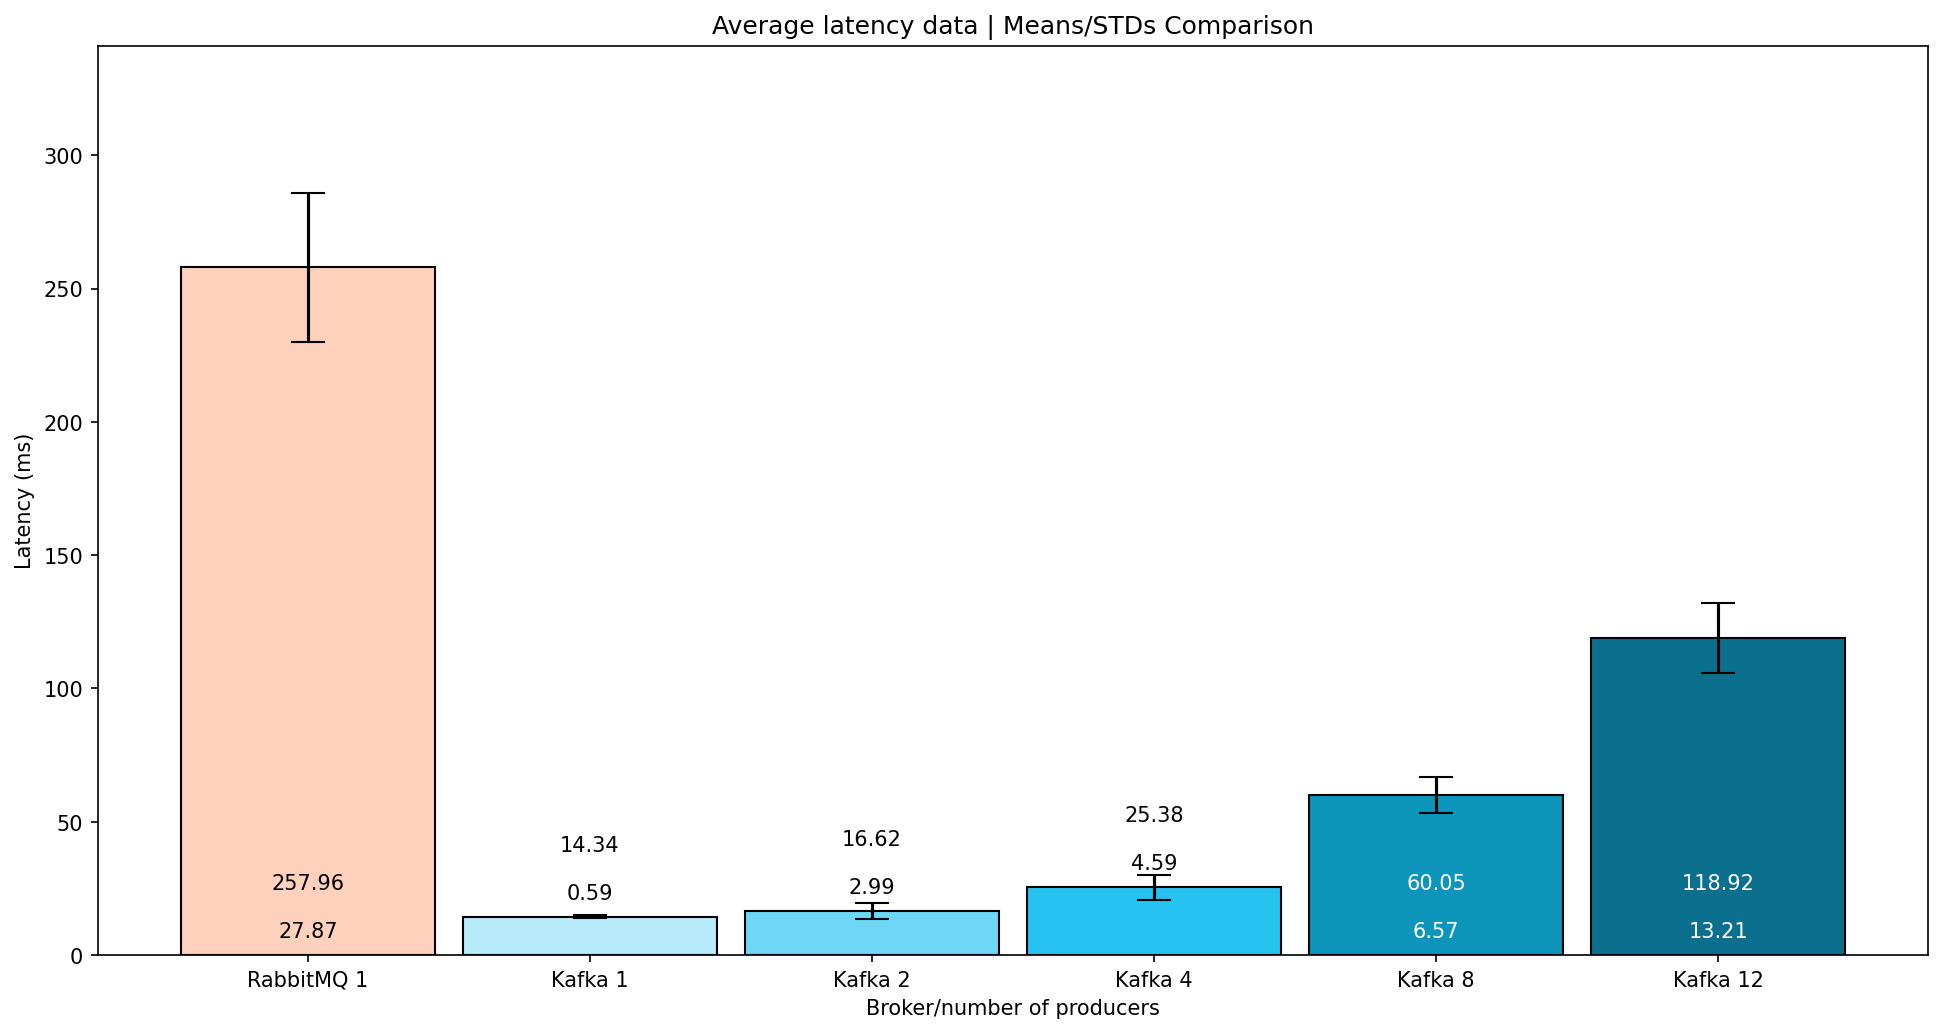 Average latency data | Means/STDs Comparison
Latency (ms)
300
250
200
150
100
50
0
257.96
27.87
14.34
0.59
16.62
2.99
25.38
4.59
60.05
6.57
118.92
13.21
RabbitMQ 1
Kafka 1
Kafka 2
Kafka 4
Kafka 8
Kafka 12
Broker/number of producers